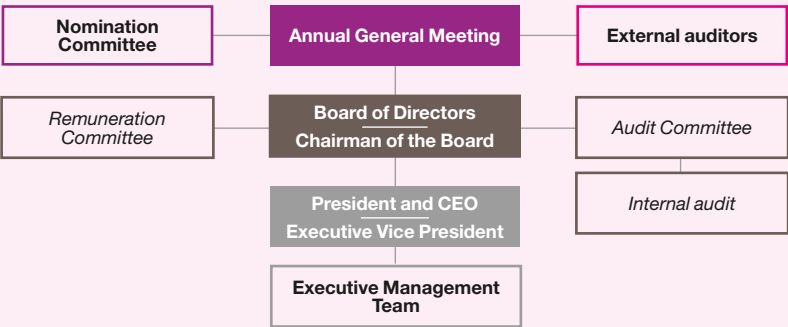 Nomination
Committee
Annual General Meeting
External auditors
Remuneration
Committee
Board of Directors
Chairman of the Board
Audit Committee
President and CEO
Executive Vice President
Internal audit
Executive Management
Team